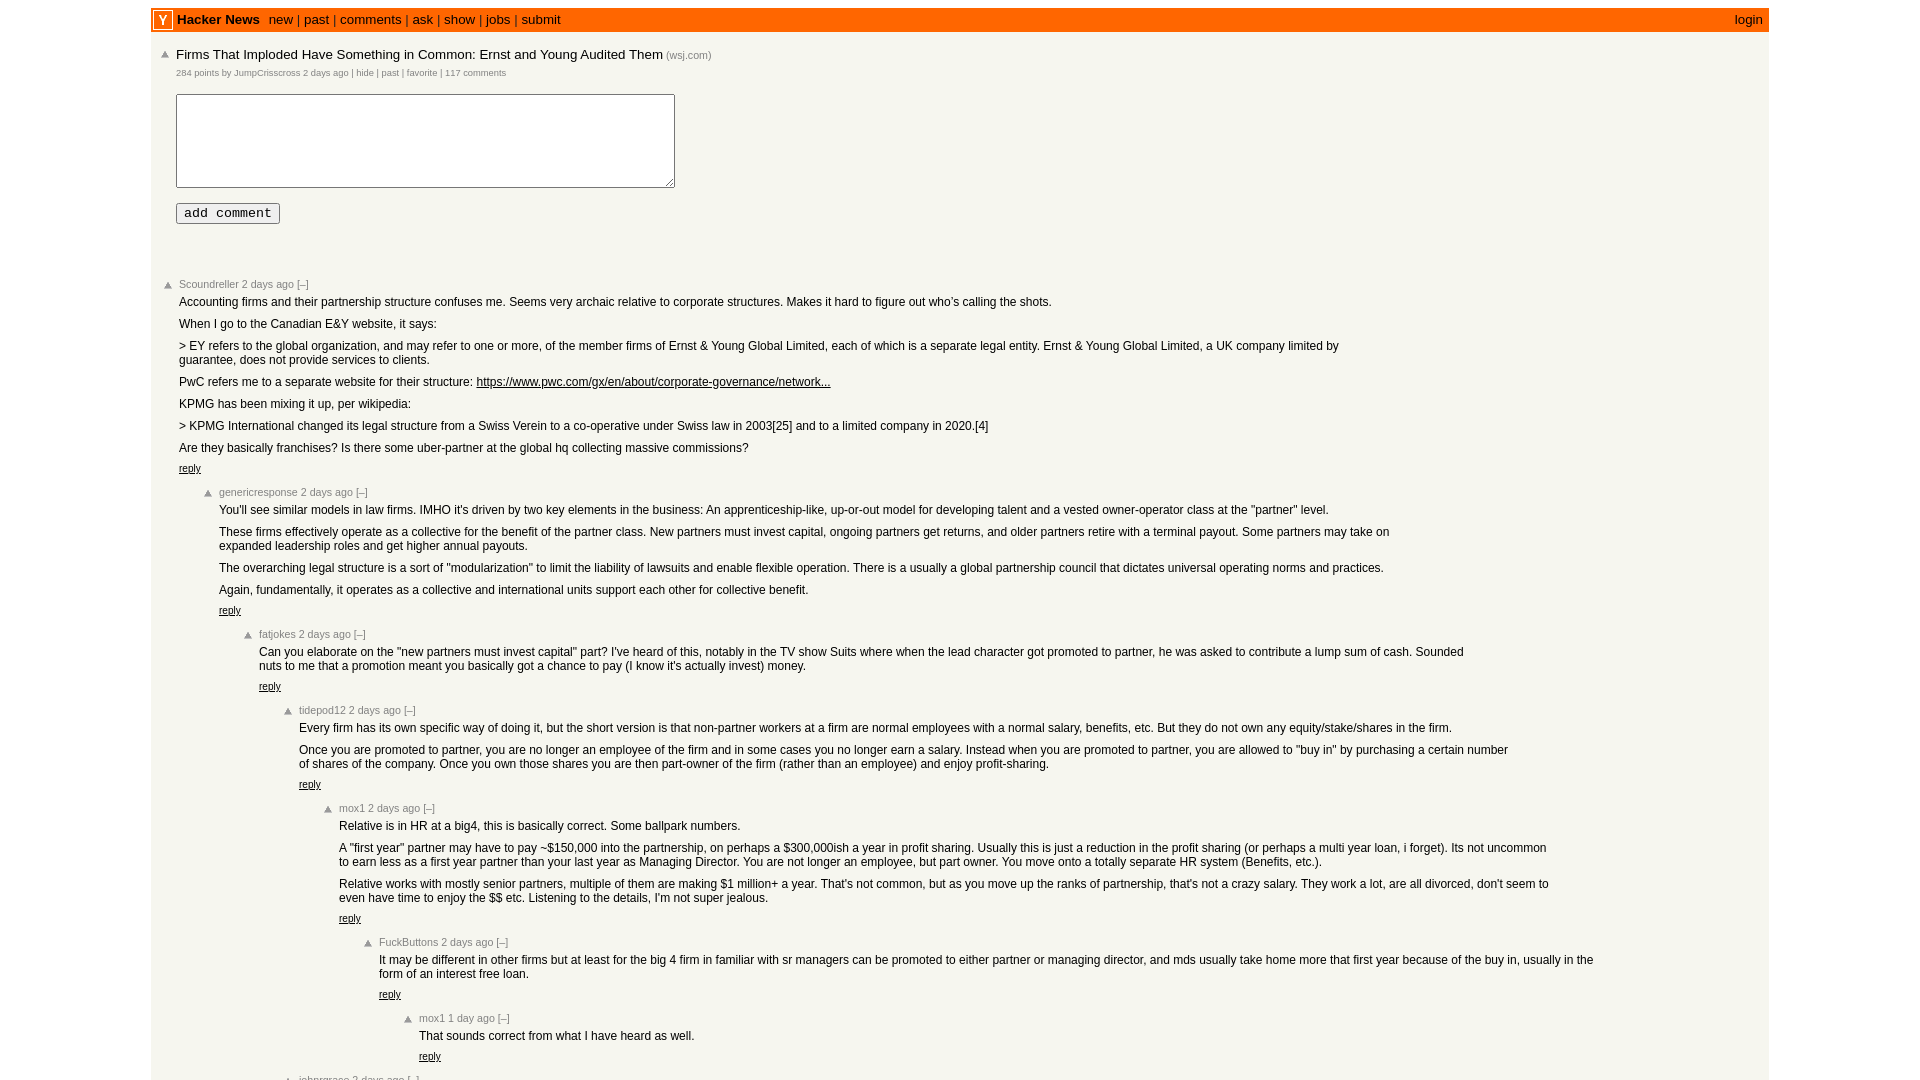 Y Hacker News new | past | comments | ask | show | jobs | submit login
Firms That Imploded Have Something in Common: Ernst and Young Audited Them (wsj.com)
284 points by JumpCrisscross 2 days ago | hide | past | favorite | 117 comments
add comment
Scoundreller 2 days ago [–]
Accounting firms and their partnership structure confuses me. Seems very archaic relative to corporate structures. Makes it hard to figure out who’s calling the shots.
When I go to the Canadian E&Y website, it says:
> EY refers to the global organization, and may refer to one or more, of the member firms of Ernst & Young Global Limited, each of which is a separate legal entity. Ernst & Young Global Limited, a UK company limited by
guarantee, does not provide services to clients.
PwC refers me to a separate website for their structure: https://www.pwc.com/gx/en/about/corporate-governance/network...
KPMG has been mixing it up, per wikipedia:
> KPMG International changed its legal structure from a Swiss Verein to a co-operative under Swiss law in 2003[25] and to a limited company in 2020.[4]
Are they basically franchises? Is there some uber-partner at the global hq collecting massive commissions?
reply
genericresponse 2 days ago [–]
You'll see similar models in law firms. IMHO it's driven by two key elements in the business: An apprenticeship-like, up-or-out model for developing talent and a vested owner-operator class at the "partner" level.
These firms effectively operate as a collective for the benefit of the partner class. New partners must invest capital, ongoing partners get returns, and older partners retire with a terminal payout. Some partners may take on
expanded leadership roles and get higher annual payouts.
The overarching legal structure is a sort of "modularization" to limit the liability of lawsuits and enable flexible operation. There is a usually a global partnership council that dictates universal operating norms and practices.
Again, fundamentally, it operates as a collective and international units support each other for collective benefit.
reply
fatjokes 2 days ago [–]
Can you elaborate on the "new partners must invest capital" part? I've heard of this, notably in the TV show Suits where when the lead character got promoted to partner, he was asked to contribute a lump sum of cash. Sounded
nuts to me that a promotion meant you basically got a chance to pay (I know it's actually invest) money.
reply
tidepod12 2 days ago [–]
Every firm has its own specific way of doing it, but the short version is that non-partner workers at a firm are normal employees with a normal salary, benefits, etc. But they do not own any equity/stake/shares in the firm.
Once you are promoted to partner, you are no longer an employee of the firm and in some cases you no longer earn a salary. Instead when you are promoted to partner, you are allowed to "buy in" by purchasing a certain number
of shares of the company. Once you own those shares you are then part-owner of the firm (rather than an employee) and enjoy profit-sharing.
reply
mox1 2 days ago [–]
Relative is in HR at a big4, this is basically correct. Some ballpark numbers.
A "first year" partner may have to pay ~$150,000 into the partnership, on perhaps a $300,000ish a year in profit sharing. Usually this is just a reduction in the profit sharing (or perhaps a multi year loan, i forget). Its not uncommon
to earn less as a first year partner than your last year as Managing Director. You are not longer an employee, but part owner. You move onto a totally separate HR system (Benefits, etc.).
Relative works with mostly senior partners, multiple of them are making $1 million+ a year. That's not common, but as you move up the ranks of partnership, that's not a crazy salary. They work a lot, are all divorced, don't seem to
even have time to enjoy the $$ etc. Listening to the details, I'm not super jealous.
reply
FuckButtons 2 days ago [–]
It may be different in other firms but at least for the big 4 firm in familiar with sr managers can be promoted to either partner or managing director, and mds usually take home more that first year because of the buy in, usually in the
form of an interest free loan.
reply
mox1 1 day ago [–]
That sounds correct from what I have heard as well.
reply
johnrgrace 2 days ago [–]